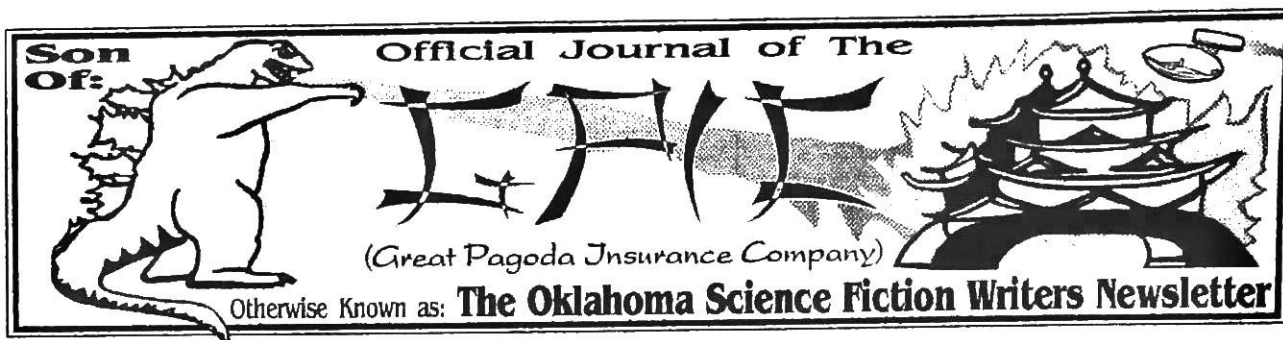 Son Official Journal of The
Of:
GPIC
(Great Pagoda Insurance Company)
Otherwise Known as: The Oklahoma Science Fiction Writers Newsletter